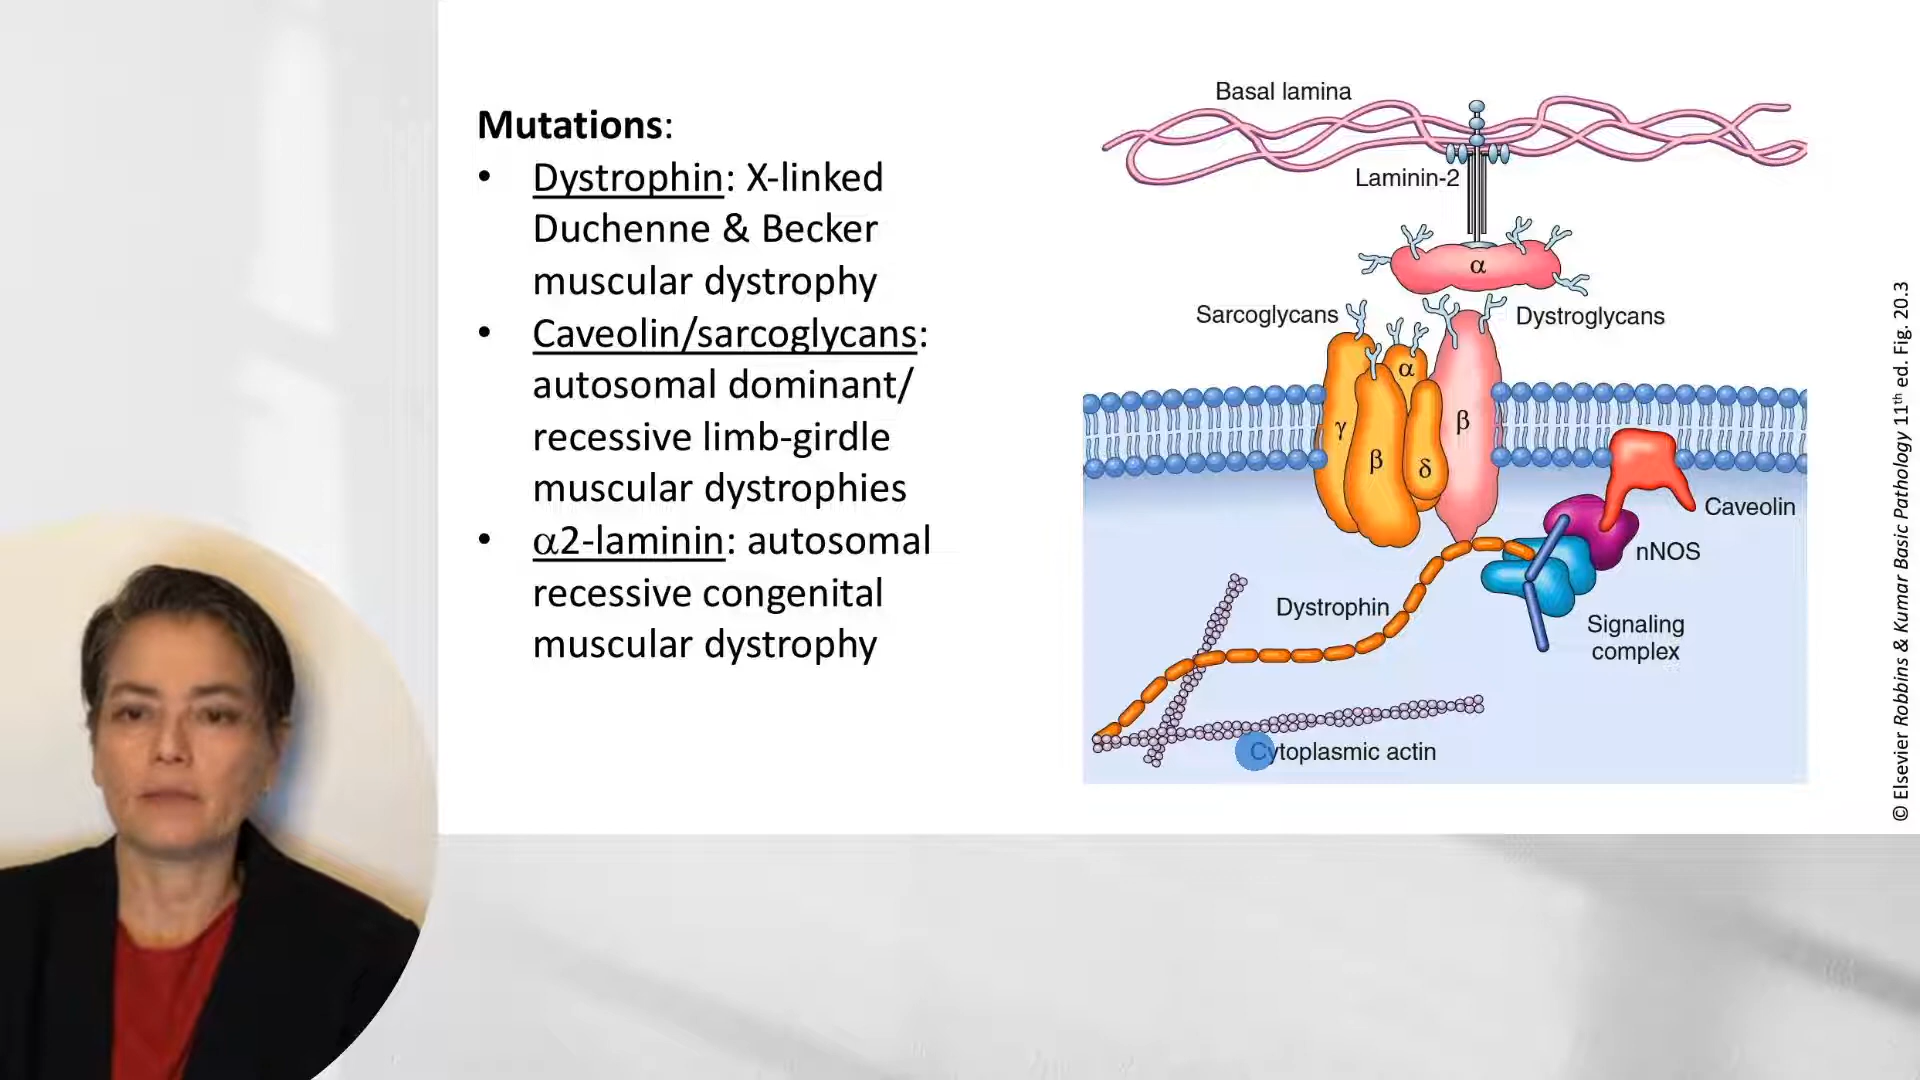 Mutations:
• Dystrophin: X-linked
Duchenne & Becker
muscular dystrophy
• Caveolin/sarcoglycans:
autosomal dominant/
recessive limb-girdle
muscular dystrophies
• α2-laminin: autosomal
recessive congenital
muscular dystrophy
Basal lamina
Laminin-2
α
Sarcoglycans
Dystroglycans
α
γ
β
δ
β
Caveolin
nNOS
Dystrophin
Signaling
complex
Cytoplasmic actin
© Elsevier Robbins & Kumar Basic Pathology 11th ed. Fig. 20.3